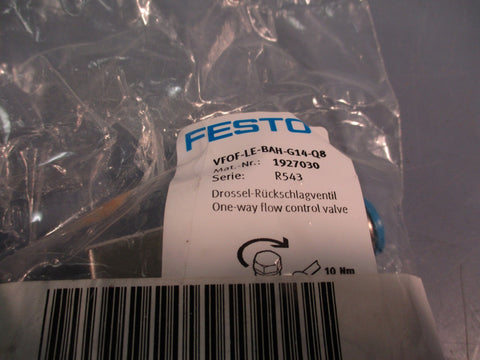 FESTO
VFOF-LE-BAH-G14-Q8
Mat.-Nr.: 1927030
Serie: R543
Drossel-Rückschlagventil
One-way flow control valve
10 Nm